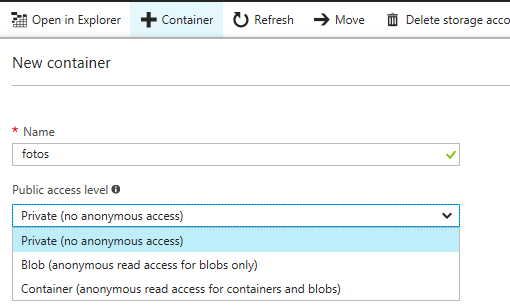 Open in Explorer Container Refresh Move Delete storage acco
New container
* Name
fotos
Public access level
Private (no anonymous access)
Private (no anonymous access)
Blob (anonymous read access for blobs only)
Container (anonymous read access for containers and blobs)